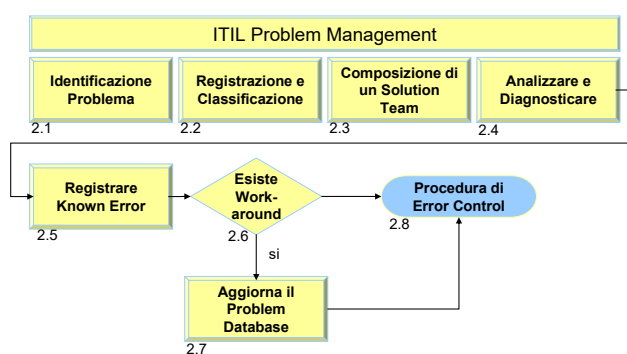 ITIL Problem Management
Identificazione
Problema
2.1
Registrazione e
Classificazione
2.2
Composizione di
un Solution
Team
2.3
Analizzare e
Diagnosticare
2.4
Registrare
Known Error
2.5
Esiste
Work-
around
2.6
si
Procedura di
Error Control
2.8
Aggiorna il
Problem
Database
2.7